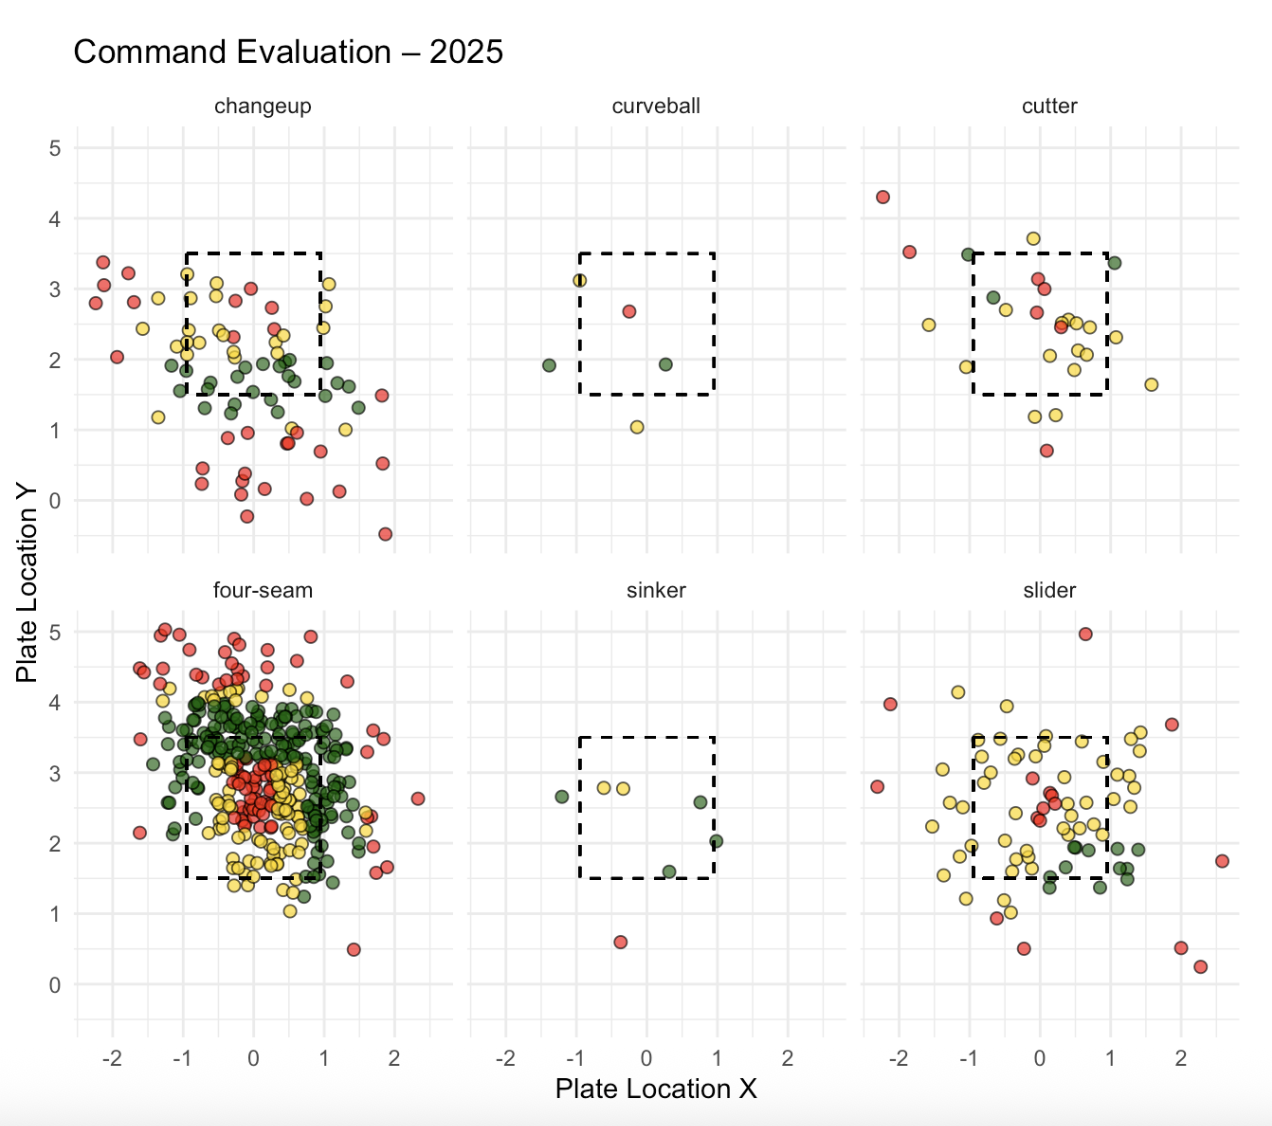 Command Evaluation – 2025
changeup
curveball
cutter
5
4
3
2
1
0
Plate Location Y
four-seam
sinker
slider
5
4
3
2
1
0
-2 -1 0 1 2
-2 -1 0 1 2
-2 -1 0 1 2
Plate Location X